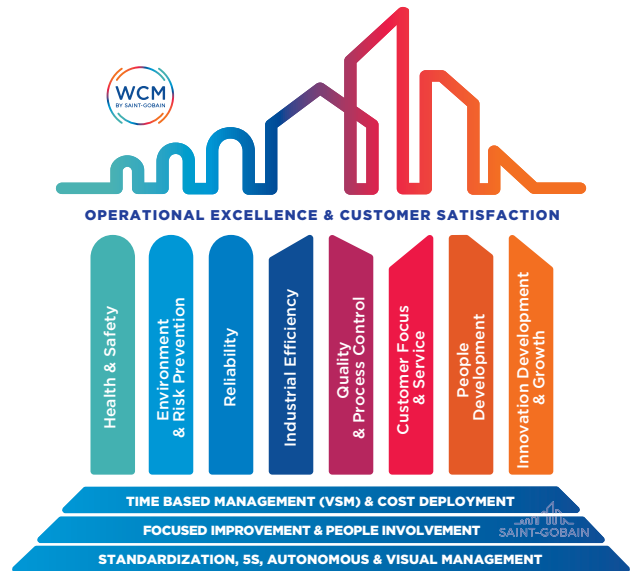 WCM
BY SAINT-GOBAIN
OPERATIONAL EXCELLENCE & CUSTOMER SATISFACTION
Health & Safety
Environment
& Risk Prevention
Reliability
Industrial Efficiency
Quality
& Process Control
Customer Focus
& Service
People
Development
Innovation Development
& Growth
TIME BASED MANAGEMENT (VSM) & COST DEPLOYMENT
FOCUSED IMPROVEMENT & PEOPLE INVOLVEMENT
SAINT-GOBAIN
STANDARDIZATION, 5S, AUTONOMOUS & VISUAL MANAGEMENT